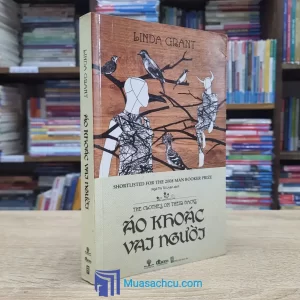 LINDA GRANT
SHORTLISTED FOR THE 2008 MAN BOOKER PRIZE
THE CLOTHES ON THEIR BACKS
ÁO KHOÁC
VAI NGƯỜI
LINDA GRANT
ÁO KHOÁC VAI NGƯỜI
Muasachcu.com